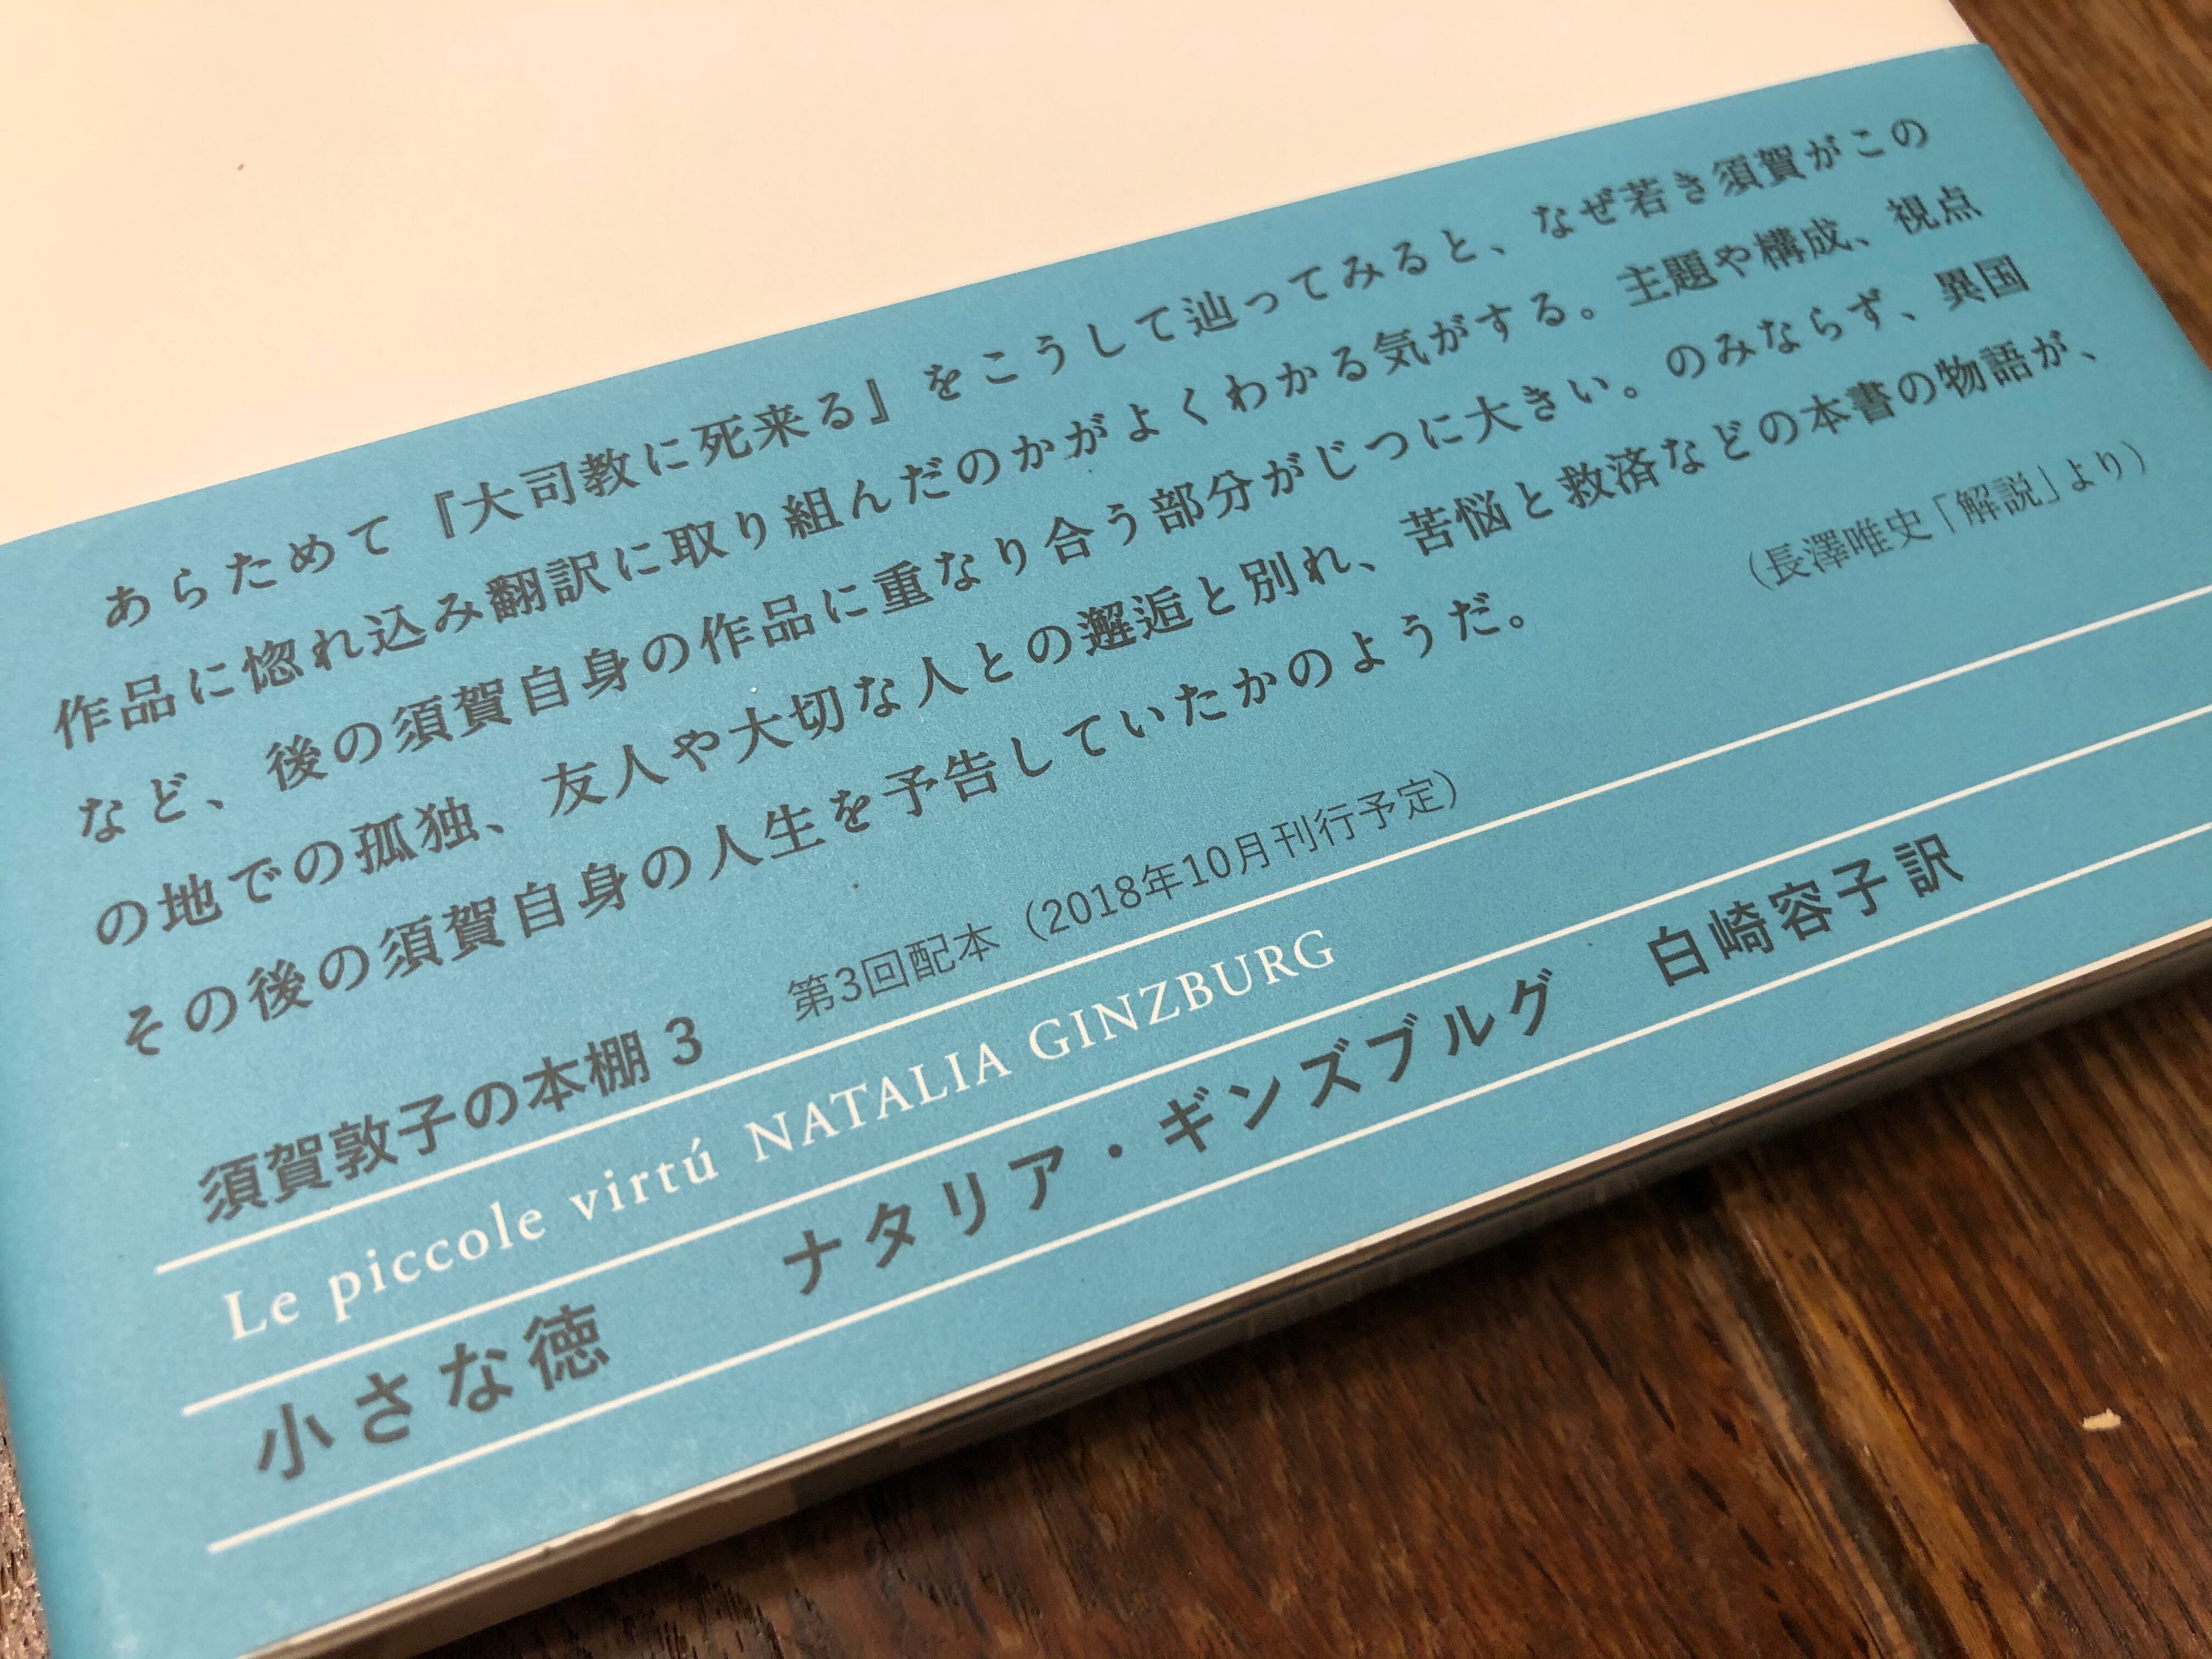 あらためて『大司教に死来る』をこうして辿ってみると、なぜ若き須賀がこの
作品に惚れ込み翻訳に取り組んだのかがよくわかる気がする。主題や構成、視点
など、後の須賀自身の作品に重なり合う部分がじつに大きい。のみならず、異国
の地での孤独、友人や大切な人との邂逅と別れ、苦悩と救済などの本書の物語が、
その後の須賀自身の人生を予告していたかのようだ。
（長澤唯史「解説」より）
須賀敦子の本棚 3 第3回配本（2018年10月刊行予定）
Le piccole virtú NATALIA GINZBURG
小さな徳 ナタリア・ギンズブルグ 白崎容子 訳